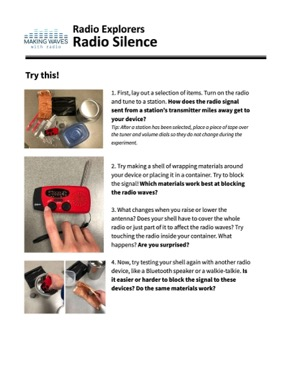 MAKING WAVES
with radio
Radio Explorers
Radio Silence
Try this!
1. First, lay out a selection of items. Turn on the radio
and tune to a station. How does the radio signal
sent from a station's transmitter miles away get to
your device?
Tip: After a station has been selected, place a piece of tape over
the tuner and volume dials so they do not change during the
experiment.
2. Try making a shell of wrapping materials around
your device or placing it in a container. Try to block
the signal! Which materials work best at blocking
the radio waves?
3. What changes when you raise or lower the
antenna? Does your shell have to cover the whole
radio or just part of it to affect the radio waves? Try
touching the radio inside your container. What
happens? Are you surprised?
4. Now, try testing your shell again with another radio
device, like a Bluetooth speaker or a walkie-talkie. Is
it easier or harder to block the signal to these
devices? Do the same materials work?